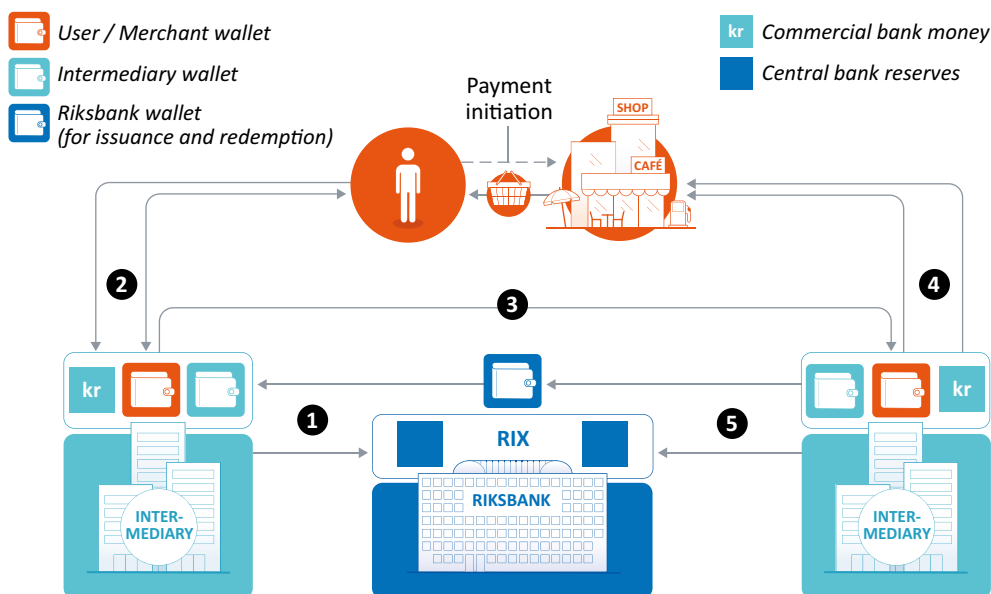 User / Merchant wallet
Intermediary wallet
Riksbank wallet
(for issuance and redemption)
kr Commercial bank money
Central bank reserves
Payment
initiation
SHOP
CAFÉ
2
3
4
kr
kr
1
5
RIX
RIKSBANK
INTER-
MEDIARY
INTER-
MEDIARY